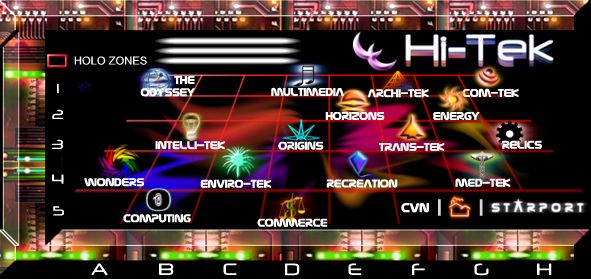 Hi-Tek
HOLO ZONES
1
THE
ODYSSEY
MULTIMEDIA
ARCHI-TEK
COM-TEK
2
HORIZONS
ENERGY
3
INTELLI-TEK
ORIGINS
TRANS-TEK
RELICS
4
WONDERS
ENVIRO-TEK
RECREATION
MED-TEK
5
COMPUTING
COMMERCE
CVN | | STARPORT
A B C D E F G H